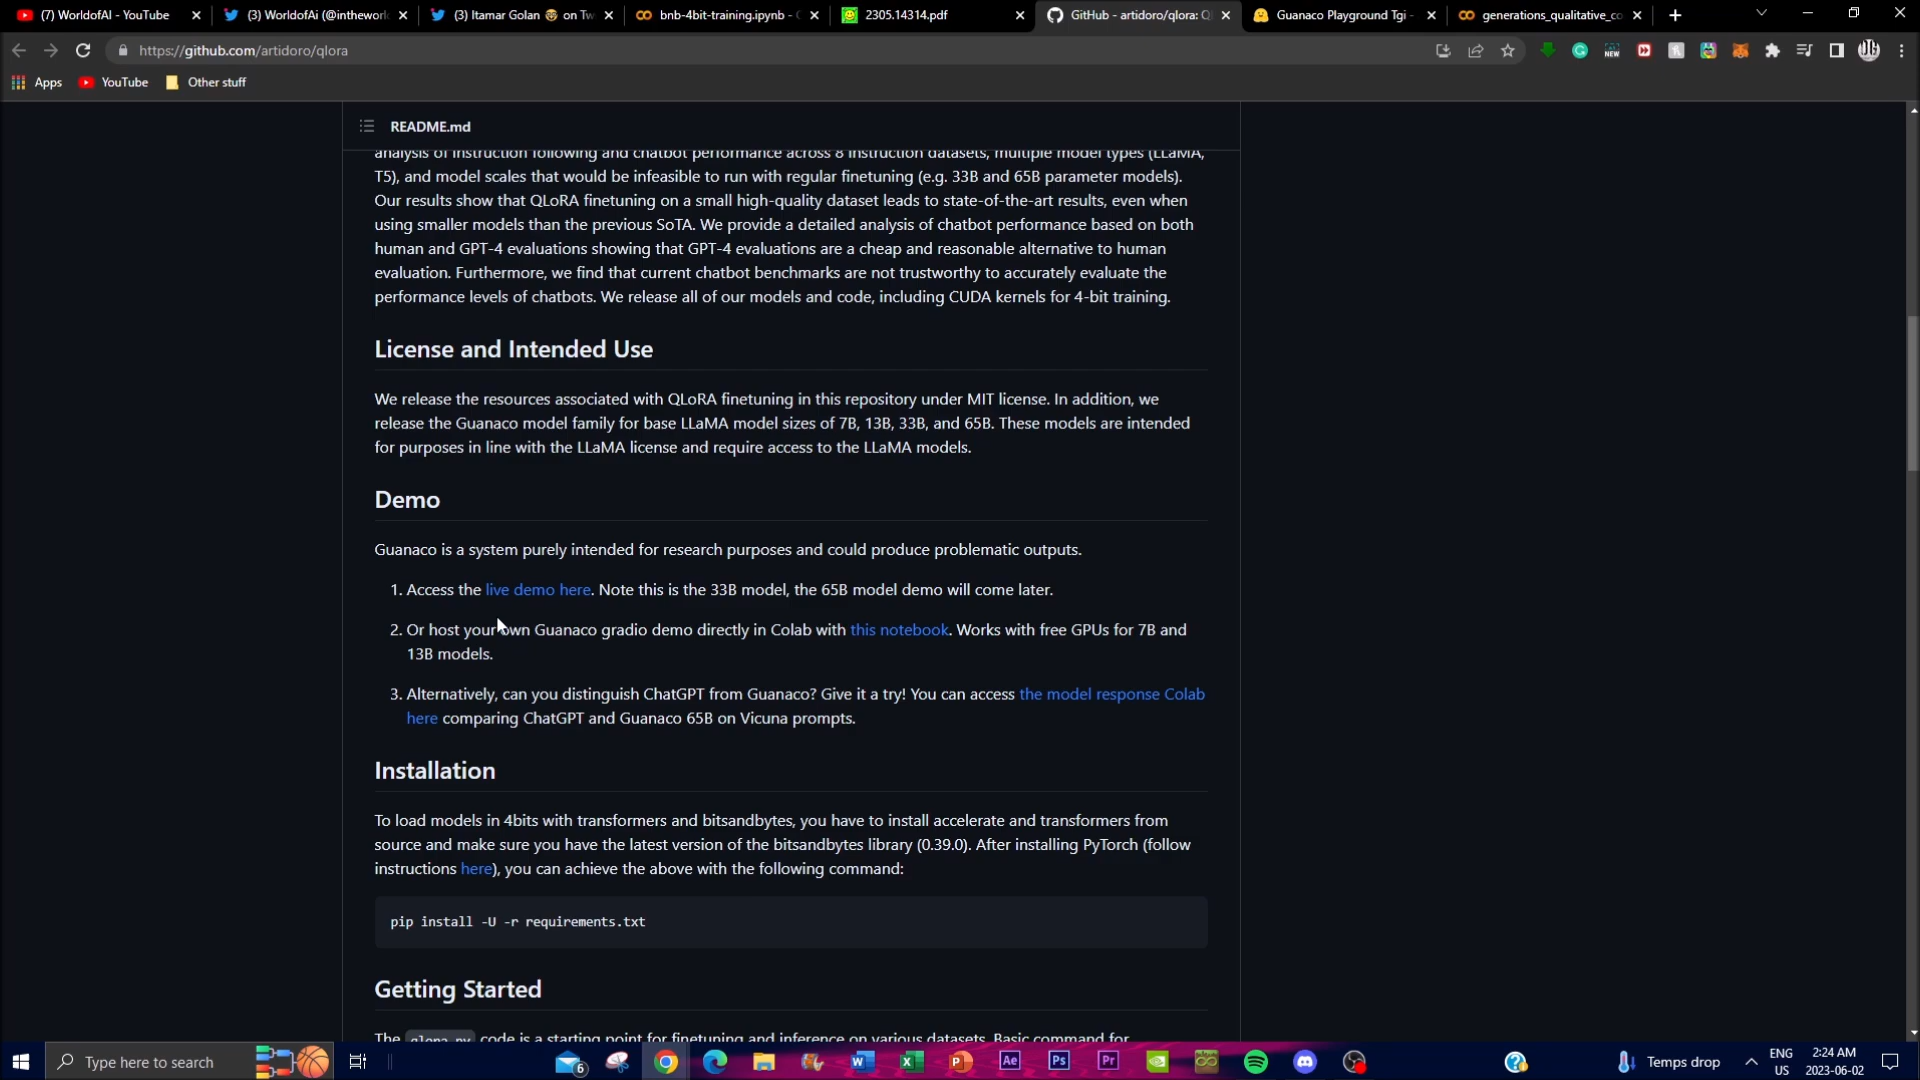 (7) WorldofAI - YouTube
(3) WorldofAi (@intheworl
(3) Itamar Golan 🤓 on Tw
bnb-4bit-training.ipynb - C
2305.14314.pdf
GitHub - artidoro/qlora: Q
Guanaco Playground Tgi -
generations_qualitative_co
https://github.com/artidoro/qlora
NEW
Apps
YouTube
Other stuff
README.md
analysis of instruction following and chatbot performance across 8 instruction datasets, multiple model types (LLaMA,
T5), and model scales that would be infeasible to run with regular finetuning (e.g. 33B and 65B parameter models).
Our results show that QLoRA finetuning on a small high-quality dataset leads to state-of-the-art results, even when
using smaller models than the previous SoTA. We provide a detailed analysis of chatbot performance based on both
human and GPT-4 evaluations showing that GPT-4 evaluations are a cheap and reasonable alternative to human
evaluation. Furthermore, we find that current chatbot benchmarks are not trustworthy to accurately evaluate the
performance levels of chatbots. We release all of our models and code, including CUDA kernels for 4-bit training.
License and Intended Use
We release the resources associated with QLoRA finetuning in this repository under MIT license. In addition, we
release the Guanaco model family for base LLaMA model sizes of 7B, 13B, 33B, and 65B. These models are intended
for purposes in line with the LLaMA license and require access to the LLaMA models.
Demo
Guanaco is a system purely intended for research purposes and could produce problematic outputs.
1. Access the live demo here. Note this is the 33B model, the 65B model demo will come later.
2. Or host your own Guanaco gradio demo directly in Colab with this notebook. Works with free GPUs for 7B and
13B models.
3. Alternatively, can you distinguish ChatGPT from Guanaco? Give it a try! You can access the model response Colab
here comparing ChatGPT and Guanaco 65B on Vicuna prompts.
Installation
To load models in 4bits with transformers and bitsandbytes, you have to install accelerate and transformers from
source and make sure you have the latest version of the bitsandbytes library (0.39.0). After installing PyTorch (follow
instructions here), you can achieve the above with the following command:
pip install -U -r requirements.txt
Getting Started
The qlora.py code is a starting point for finetuning and inference on various datasets. Basic command for
Type here to search
6
Ae
Ps
Pr
Temps drop
ENG
US
2:24 AM
2023-06-02